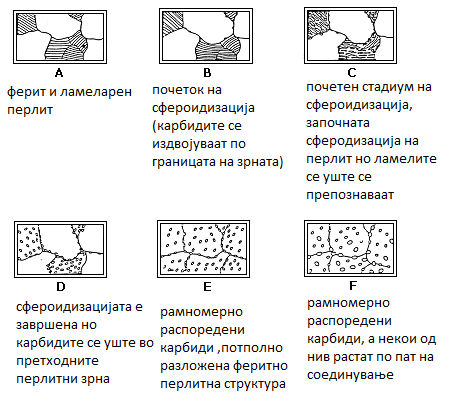 A
B
C
ферит и ламеларен
перлит
почеток на
сфероидизација
(карбидите се
издвојуваат по
границата на зрната)
почетен стадиум на
сфероидизација,
започната
сферодизација на
перлит но ламелите
се уште се
препознаваат
D
E
F
сфероидизацијата е
завршена но
карбидите се уште во
претходните
перлитни зрна
рамномерно
распоредени
карбиди ,потполно
разложена феритно
перлитна структура
рамномерно
распоредени
карбиди, а некои од
нив растат по пат на
соединување